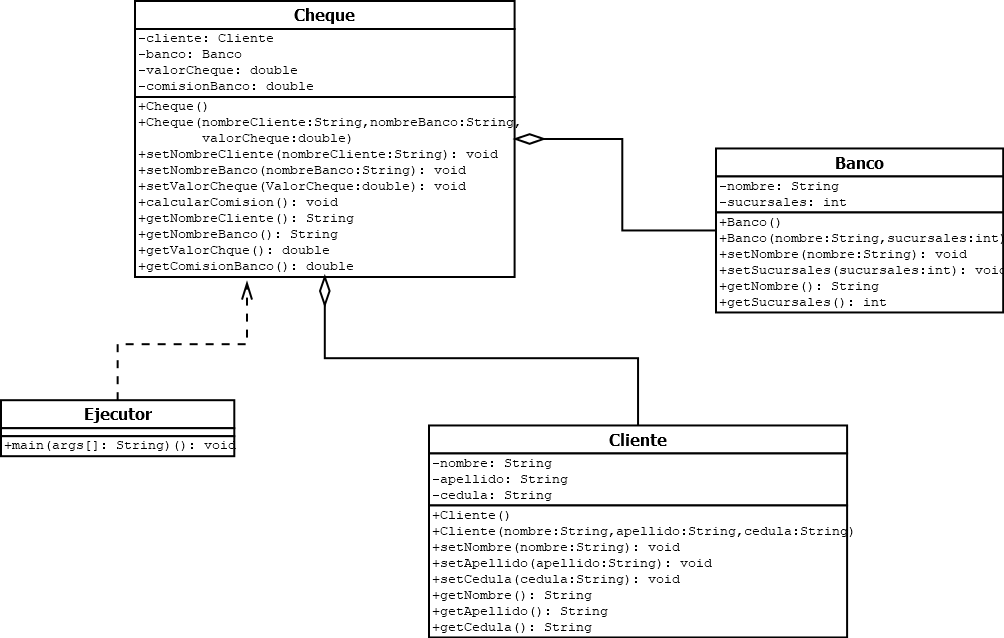 Cheque
-cliente: Cliente
-banco: Banco
-valorCheque: double
-comisionBanco: double
+Cheque()
+Cheque(nombreCliente:String,nombreBanco:String,
valorCheque:double)
+setNombreCliente(nombreCliente:String): void
+setNombreBanco(nombreBanco:String): void
+setValorCheque(ValorCheque:double): void
+calcularComision(): void
+getNombreCliente(): String
+getNombreBanco(): String
+getValorChque(): double
+getComisionBanco(): double
Banco
-nombre: String
-sucursales: int
+Banco()
+Banco(nombre:String,sucursales:int)
+setNombre(nombre:String): void
+setSucursales(sucursales:int): void
+getNombre(): String
+getSucursales(): int
Ejecutor
+main(args[]: String)(): void
Cliente
-nombre: String
-apellido: String
-cedula: String
+Cliente()
+Cliente(nombre:String,apellido:String,cedula:String)
+setNombre(nombre:String): void
+setApellido(apellido:String): void
+setCedula(cedula:String): void
+getNombre(): String
+getApellido(): String
+getCedula(): String